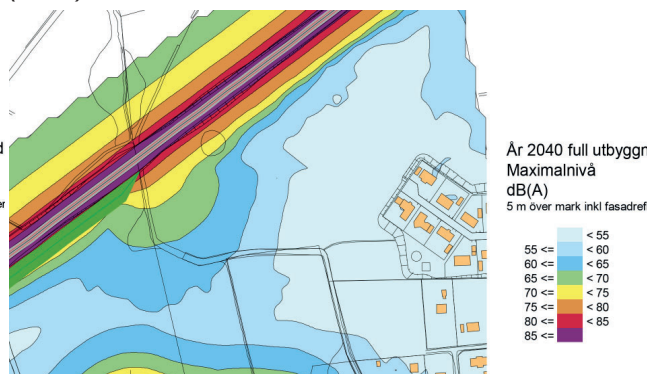 År 2040 full utbyggn
Maximalnivå
dB(A)
5 m över mark inkl fasadref
< 55
55 <= < 60
60 <= < 65
65 <= < 70
70 <= < 75
75 <= < 80
80 <= < 85
85 <=